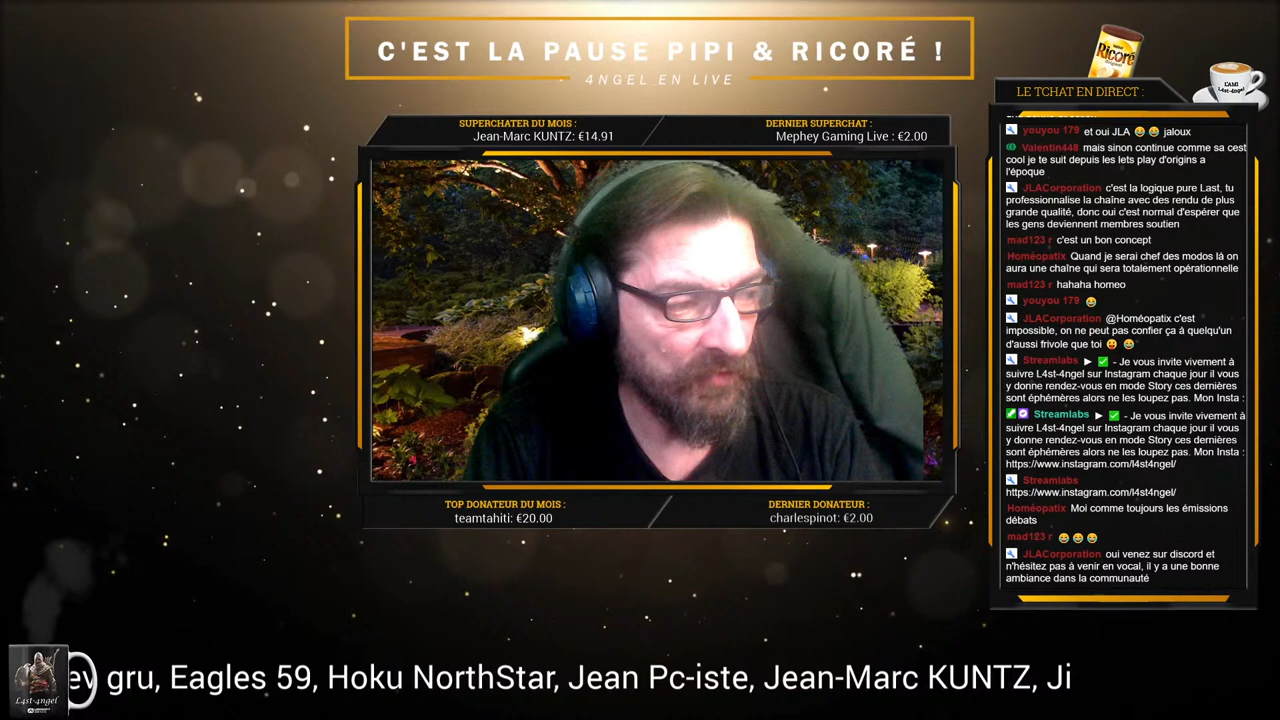 C'EST LA PAUSE PIPI & RICORÉ !
4NGEL EN LIVE
Ricoré
L'AMI
L4st-4ngel
LE TCHAT EN DIRECT :
SUPERCHATER DU MOIS :
Jean-Marc KUNTZ: €14.91
DERNIER SUPERCHAT :
Mephey Gaming Live : €2.00
youyou 179 et oui JLA 😂 😂 jaloux
Valentin448 mais sinon continue comme sa cest
cool je te suit depuis les lets play d'origins a
l'époque
JLACorporation c'est la logique pure Last, tu
professionnalise la chaîne avec des rendu de plus
grande qualité, donc oui c'est normal d'espérer que
les gens deviennent membres soutien
mad123 r c'est un bon concept
Homéopatix Quand je serai chef des modos là on
aura une chaîne qui sera totalement opérationnelle
mad123 r hahaha homeo
youyou 179 😂
JLACorporation @Homéopatix c'est
impossible, on ne peut pas confier ça à quelqu'un
d'aussi frivole que toi 😛 😂
Streamlabs ► ✅ - Je vous invite vivement à
suivre L4st-4ngel sur Instagram chaque jour il vous
y donne rendez-vous en mode Story ces dernières
sont éphémères alors ne les loupez pas. Mon Insta :
Streamlabs ► ✅ - Je vous invite vivement à
suivre L4st-4ngel sur Instagram chaque jour il vous
y donne rendez-vous en mode Story ces dernières
sont éphémères alors ne les loupez pas. Mon Insta :
https://www.instagram.com/l4st4ngel/
Streamlabs
https://www.instagram.com/l4st4ngel/
Homéopatix Moi comme toujours les émissions
débats
mad123 r 😂 😂 😂
JLACorporation oui venez sur discord et
n'hésitez pas à venir en vocal, il y a une bonne
ambiance dans la communauté
TOP DONATEUR DU MOIS :
teamtahiti: €20.00
DERNIER DONATEUR :
charlespinot: €2.00
ev gru, Eagles 59, Hoku NorthStar, Jean Pc-iste, Jean-Marc KUNTZ, Ji
L4st-4ngel